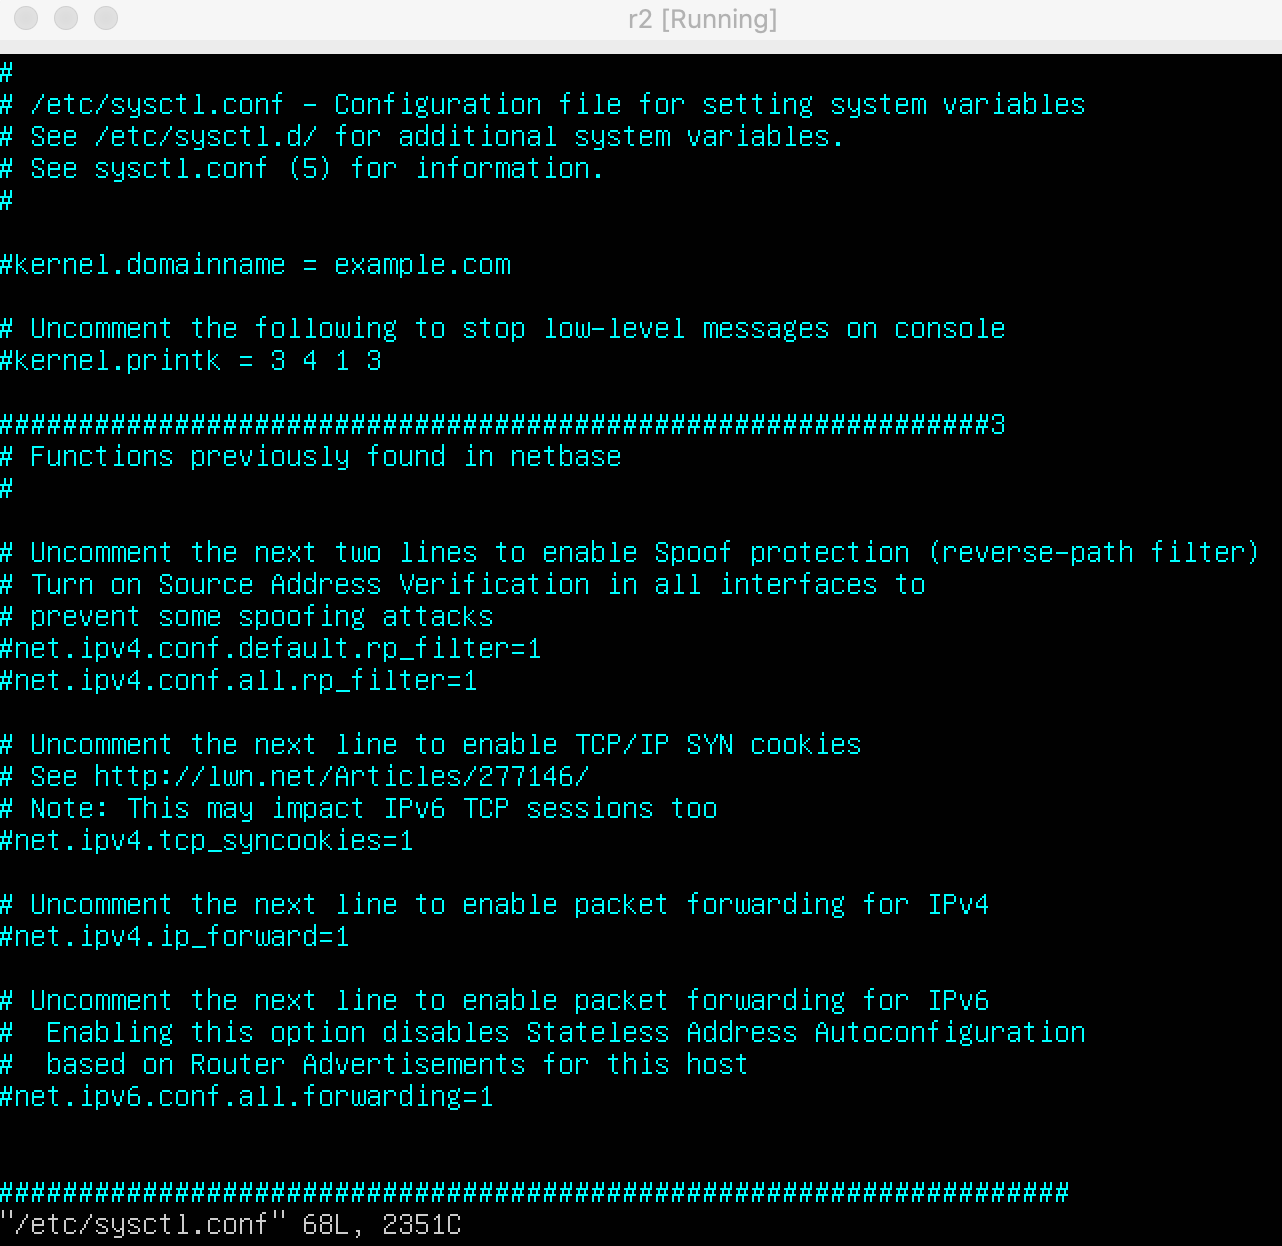 r2 [Running]
#
# /etc/sysctl.conf - Configuration file for setting system variables
# See /etc/sysctl.d/ for additional system variables.
# See sysctl.conf (5) for information.
#
#kernel.domainname = example.com
# Uncomment the following to stop low-level messages on console
#kernel.printk = 3 4 1 3
##############################################################3
# Functions previously found in netbase
#
# Uncomment the next two lines to enable Spoof protection (reverse-path filter)
# Turn on Source Address Verification in all interfaces to
# prevent some spoofing attacks
#net.ipv4.conf.default.rp_filter=1
#net.ipv4.conf.all.rp_filter=1
# Uncomment the next line to enable TCP/IP SYN cookies
# See http://lwn.net/Articles/277146/
# Note: This may impact IPv6 TCP sessions too
#net.ipv4.tcp_syncookies=1
# Uncomment the next line to enable packet forwarding for IPv4
#net.ipv4.ip_forward=1
# Uncomment the next line to enable packet forwarding for IPv6
#  Enabling this option disables Stateless Address Autoconfiguration
#  based on Router Advertisements for this host
#net.ipv6.conf.all.forwarding=1
###################################################################
"/etc/sysctl.conf" 68L, 2351C